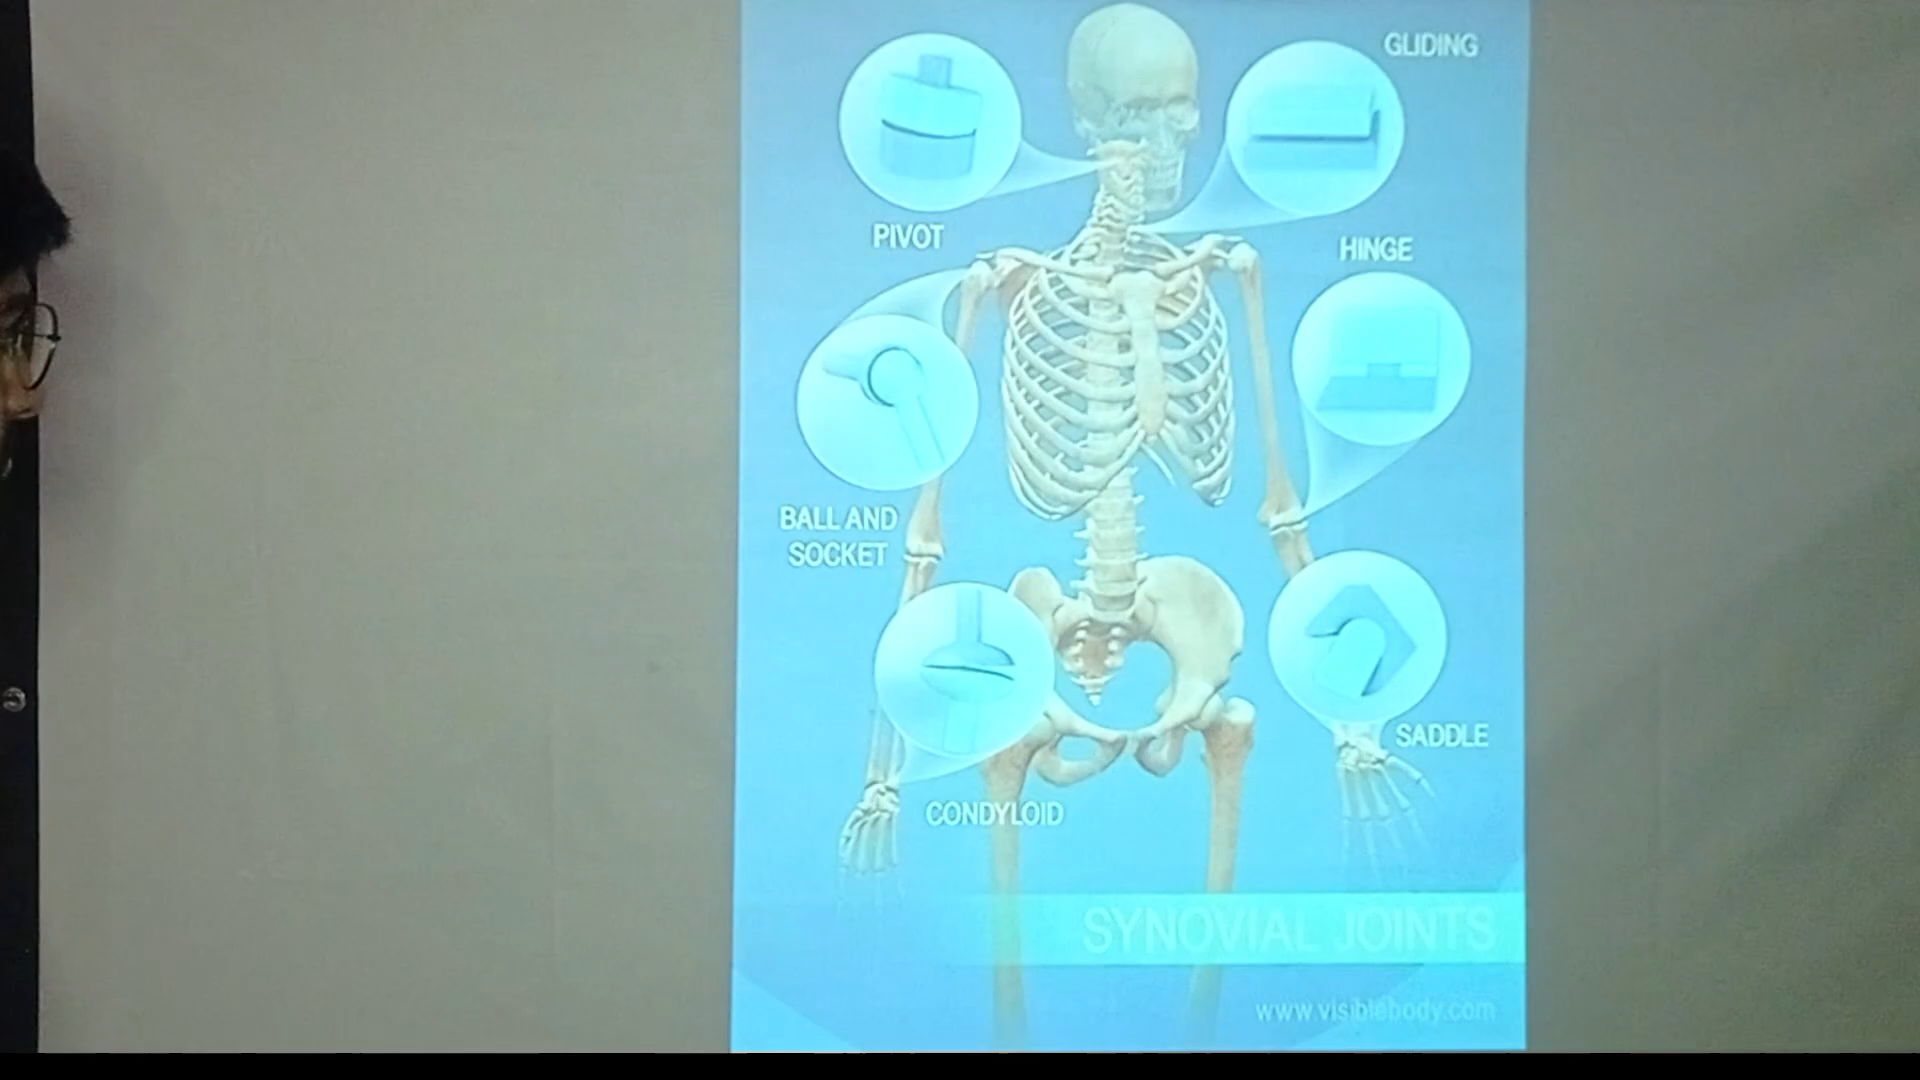 GLIDING
PIVOT
HINGE
BALL AND
SOCKET
SADDLE
CONDYLOID
SYNOVIAL JOINTS
www.visiblebody.com